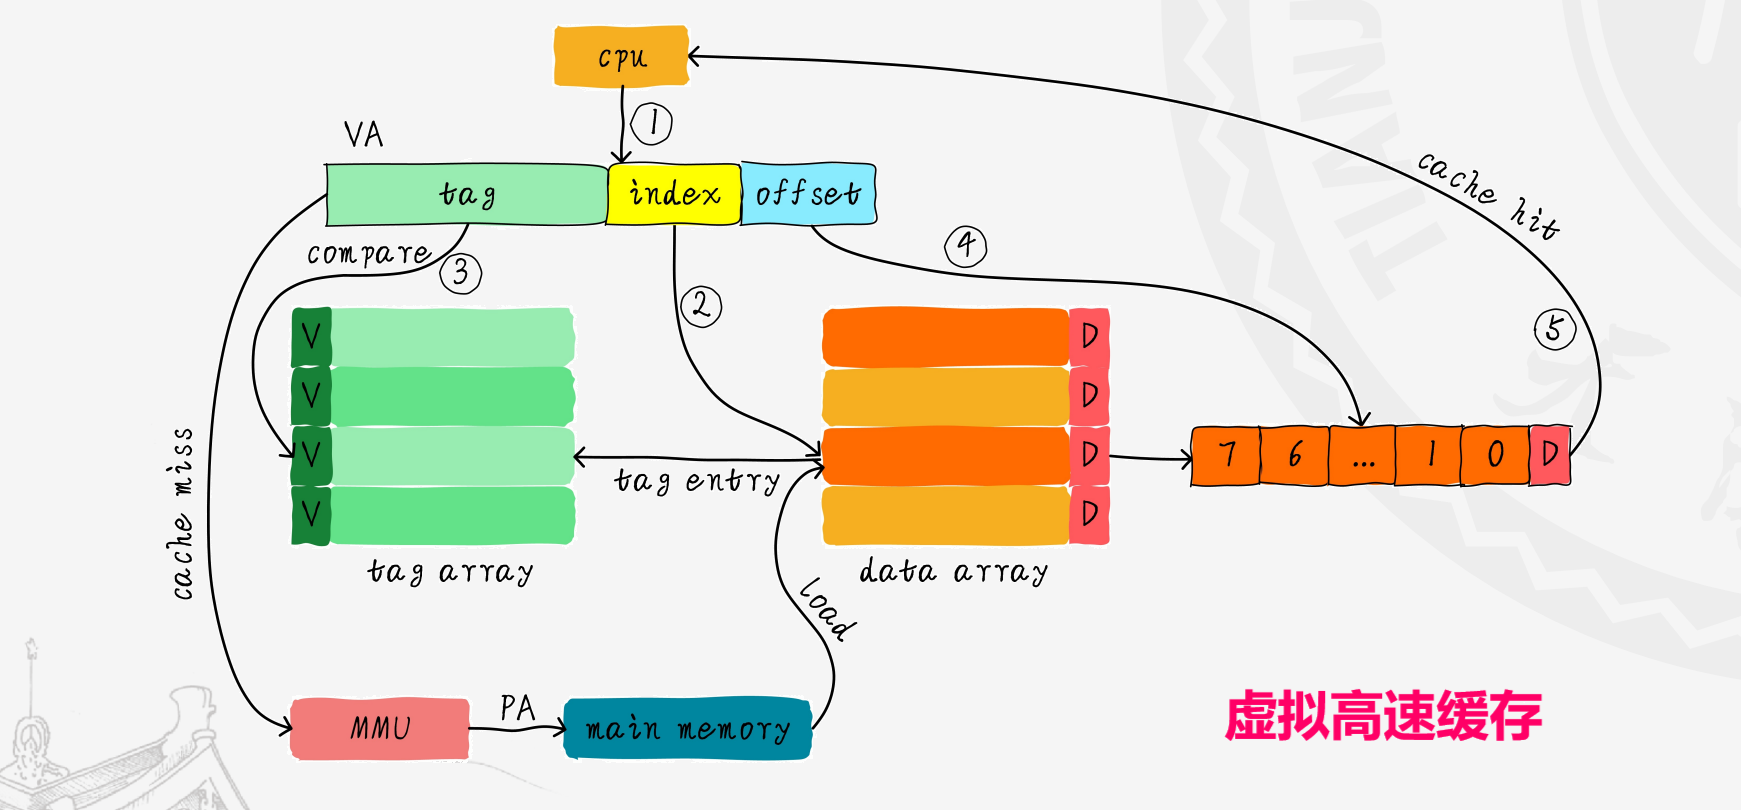 cpu
①
VA
tag index offset
compare
③
④
②
cache hit
⑤
V
V
V
V
D
D
D
D
7 6 ... 1 0 D
tag entry
tag array
data array
cache miss
load
MMU
PA
main memory
虚拟高速缓存
TIANJ